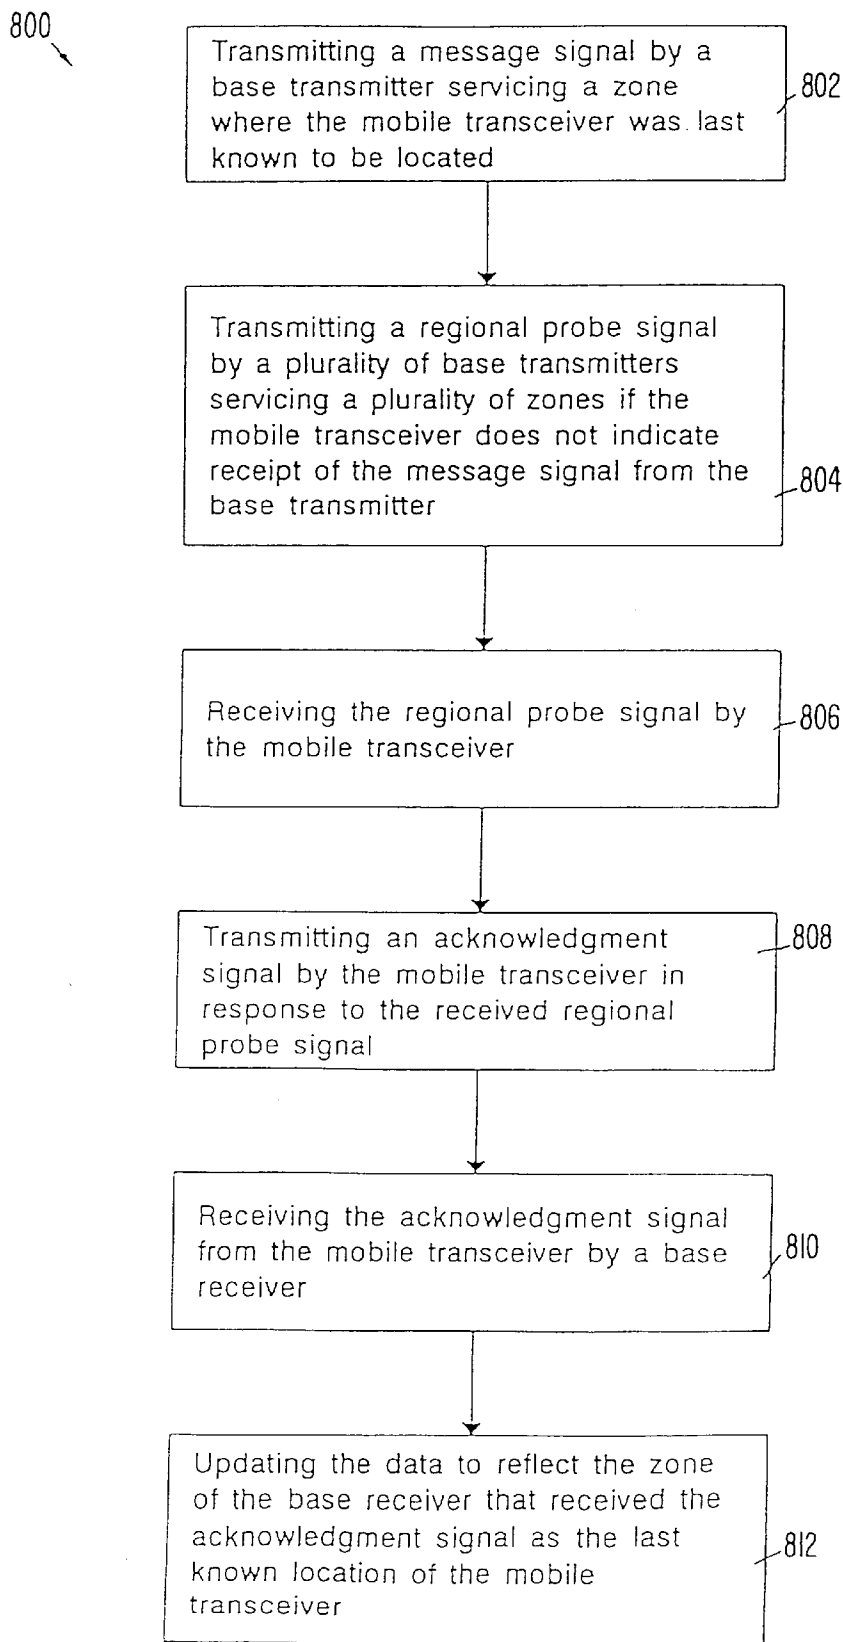 800
Transmitting a message signal by a
base transmitter servicing a zone
where the mobile transceiver was last
known to be located
802
Transmitting a regional probe signal
by a plurality of base transmitters
servicing a plurality of zones if the
mobile transceiver does not indicate
receipt of the message signal from the
base transmitter
804
Receiving the regional probe signal by
the mobile transceiver
806
Transmitting an acknowledgment
signal by the mobile transceiver in
response to the received regional
probe signal
808
Receiving the acknowledgment signal
from the mobile transceiver by a base
receiver
810
Updating the data to reflect the zone
of the base receiver that received the
acknowledgment signal as the last
known location of the mobile
transceiver
812